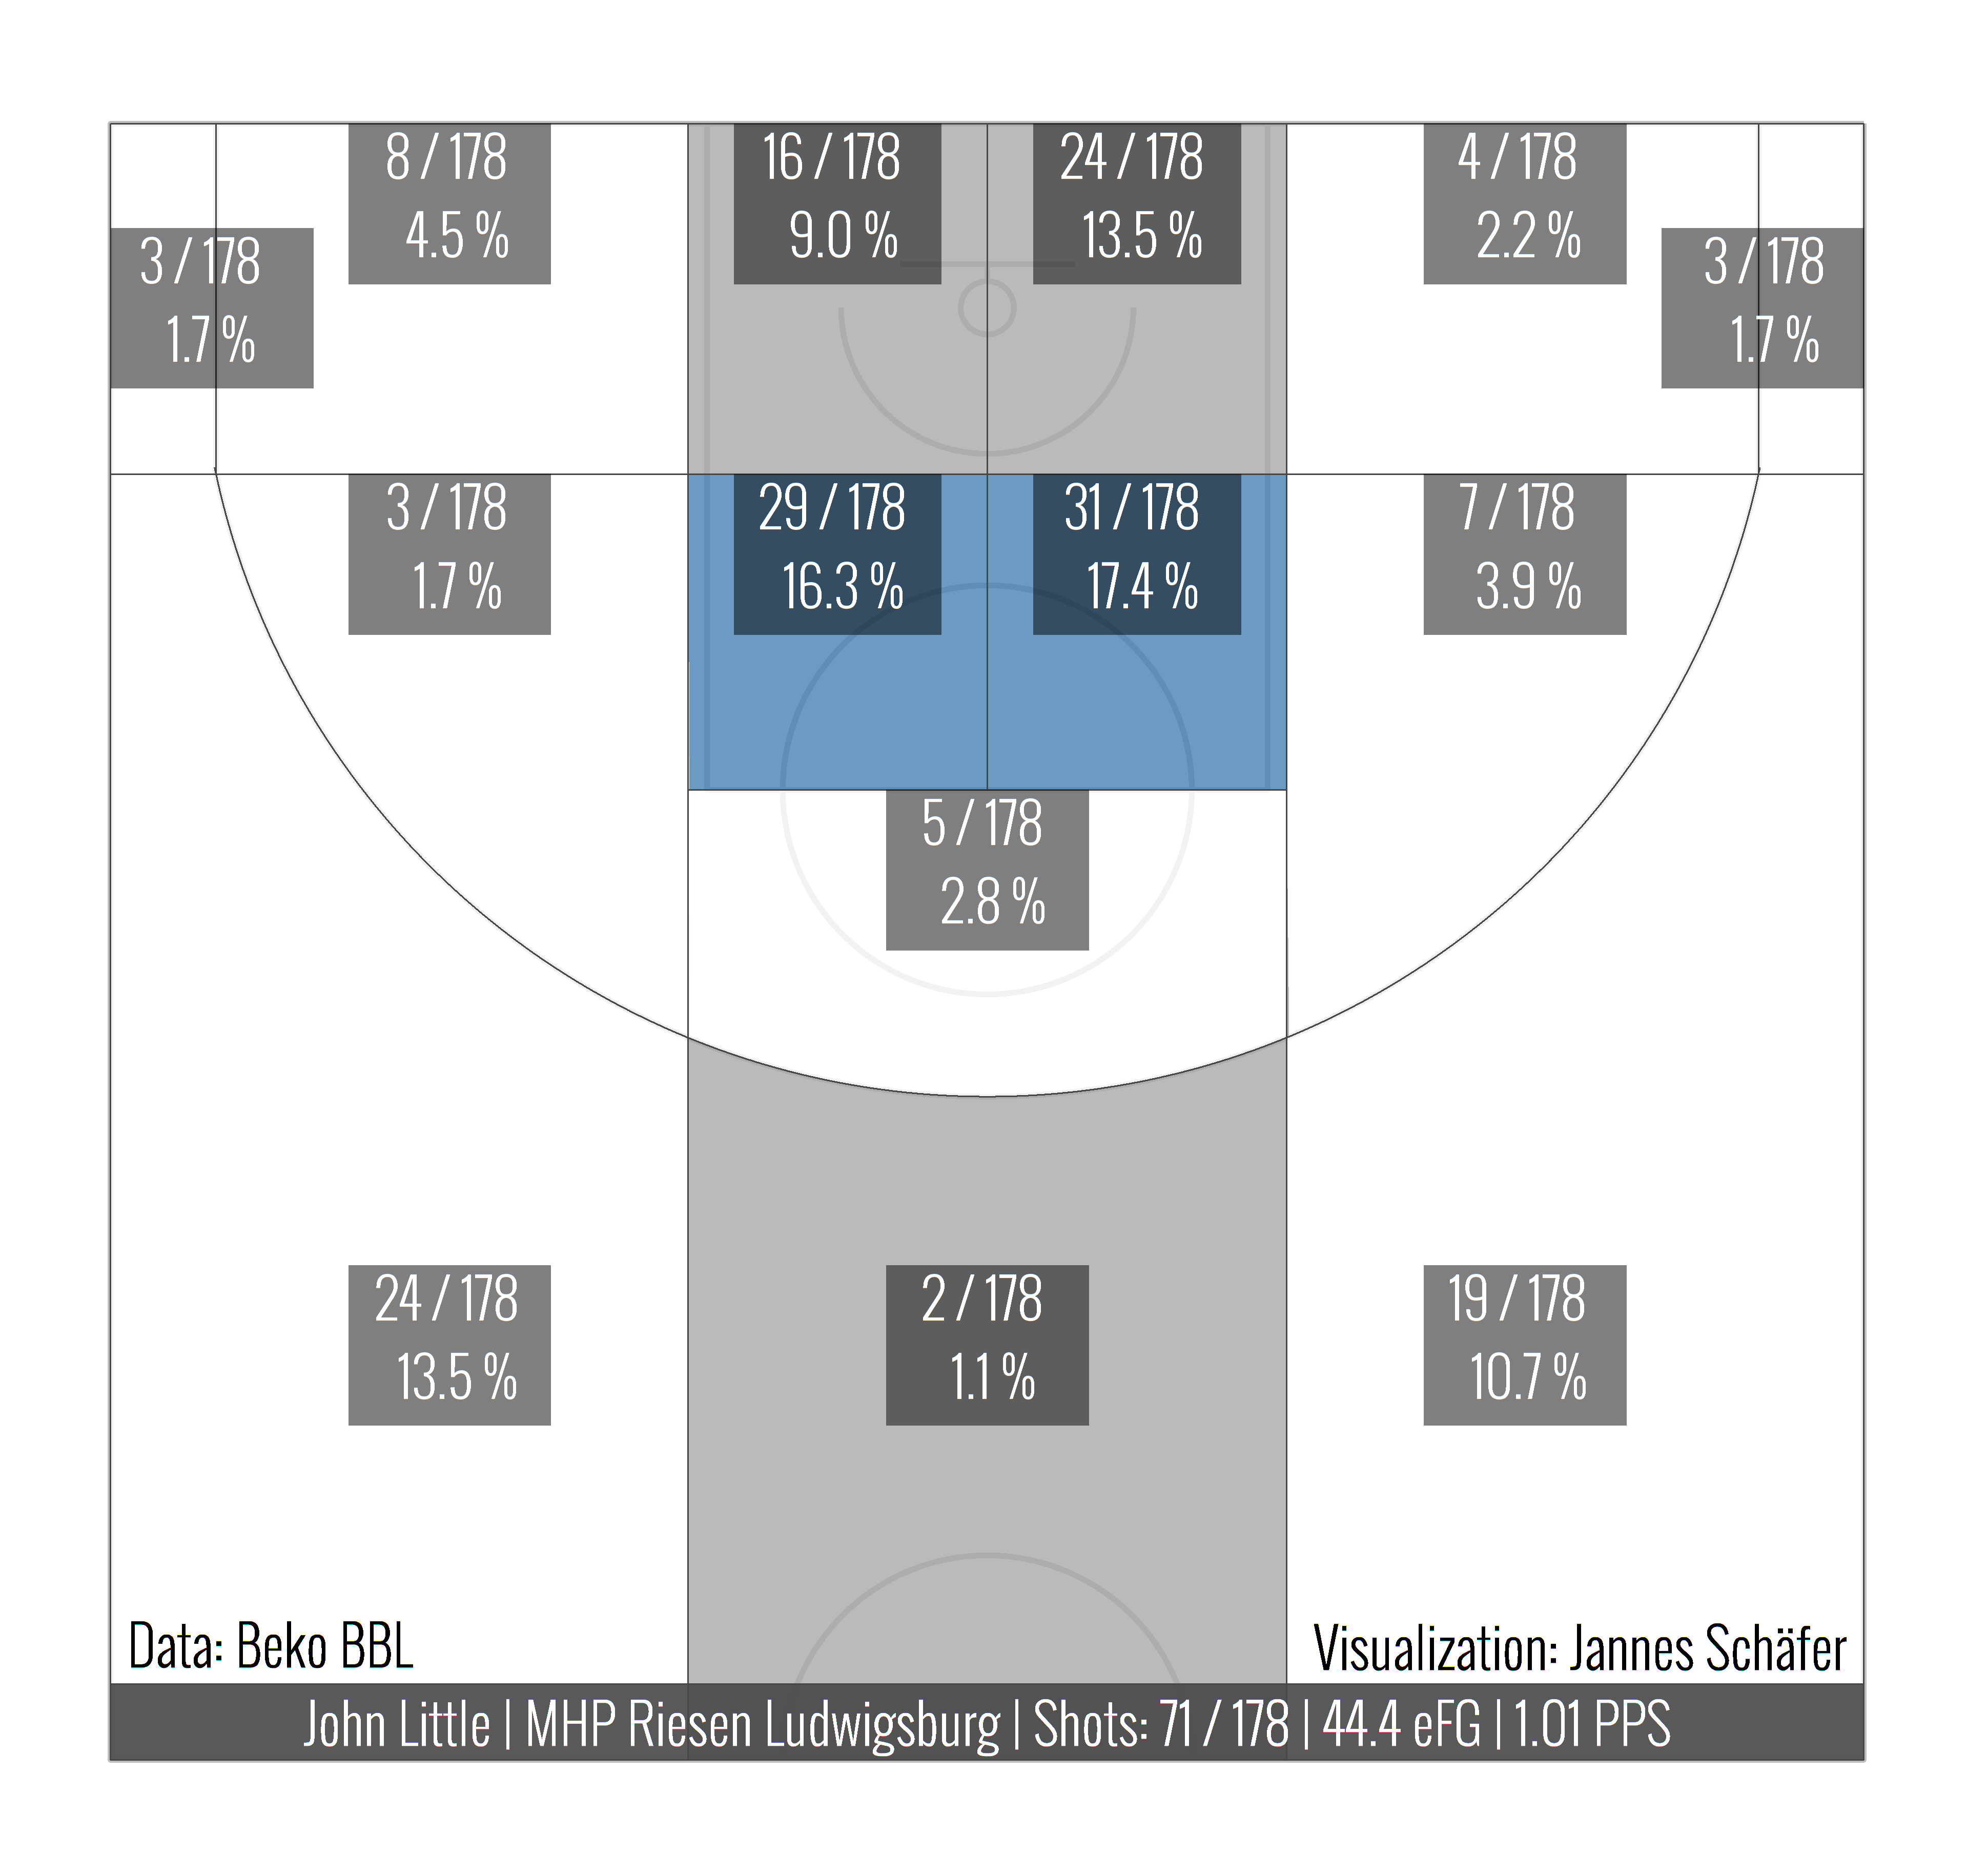 8 / 178
4.5 %
16 / 178
9.0 %
24 / 178
13.5 %
4 / 178
2.2 %
3 / 178
1.7 %
3 / 178
1.7 %
3 / 178
1.7 %
29 / 178
16.3 %
31 / 178
17.4 %
7 / 178
3.9 %
5 / 178
2.8 %
24 / 178
13.5 %
2 / 178
1.1 %
19 / 178
10.7 %
Data: Beko BBL
Visualization: Jannes Schäfer
John Little | MHP Riesen Ludwigsburg | Shots: 71 / 178 | 44.4 eFG | 1.01 PPS